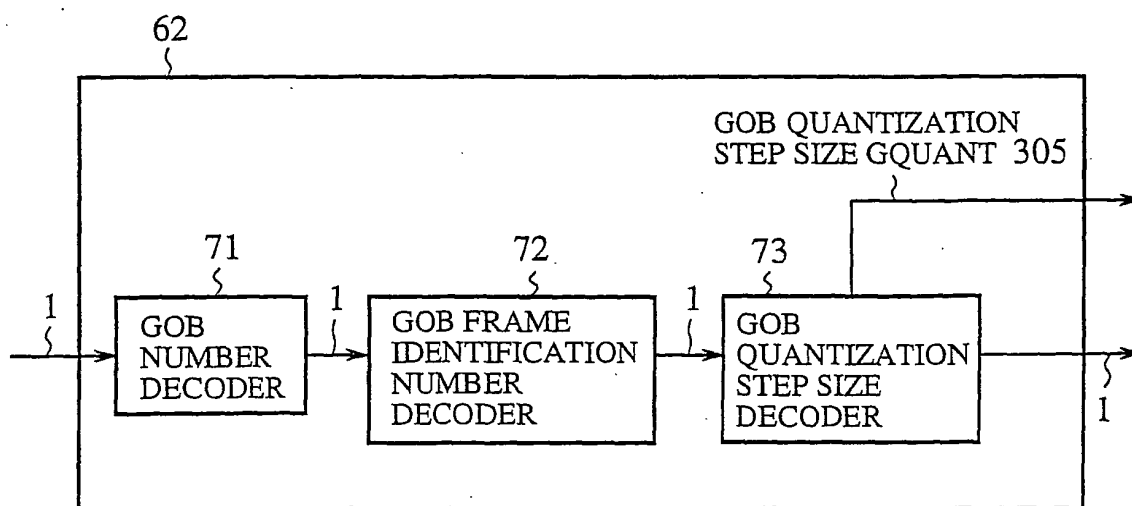 62
GOB QUANTIZATION
STEP SIZE GQUANT 305
71
72
73
1
1
1
1
GOB
NUMBER
DECODER
GOB FRAME
IDENTIFICATION
NUMBER
DECODER
GOB
QUANTIZATION
STEP SIZE
DECODER